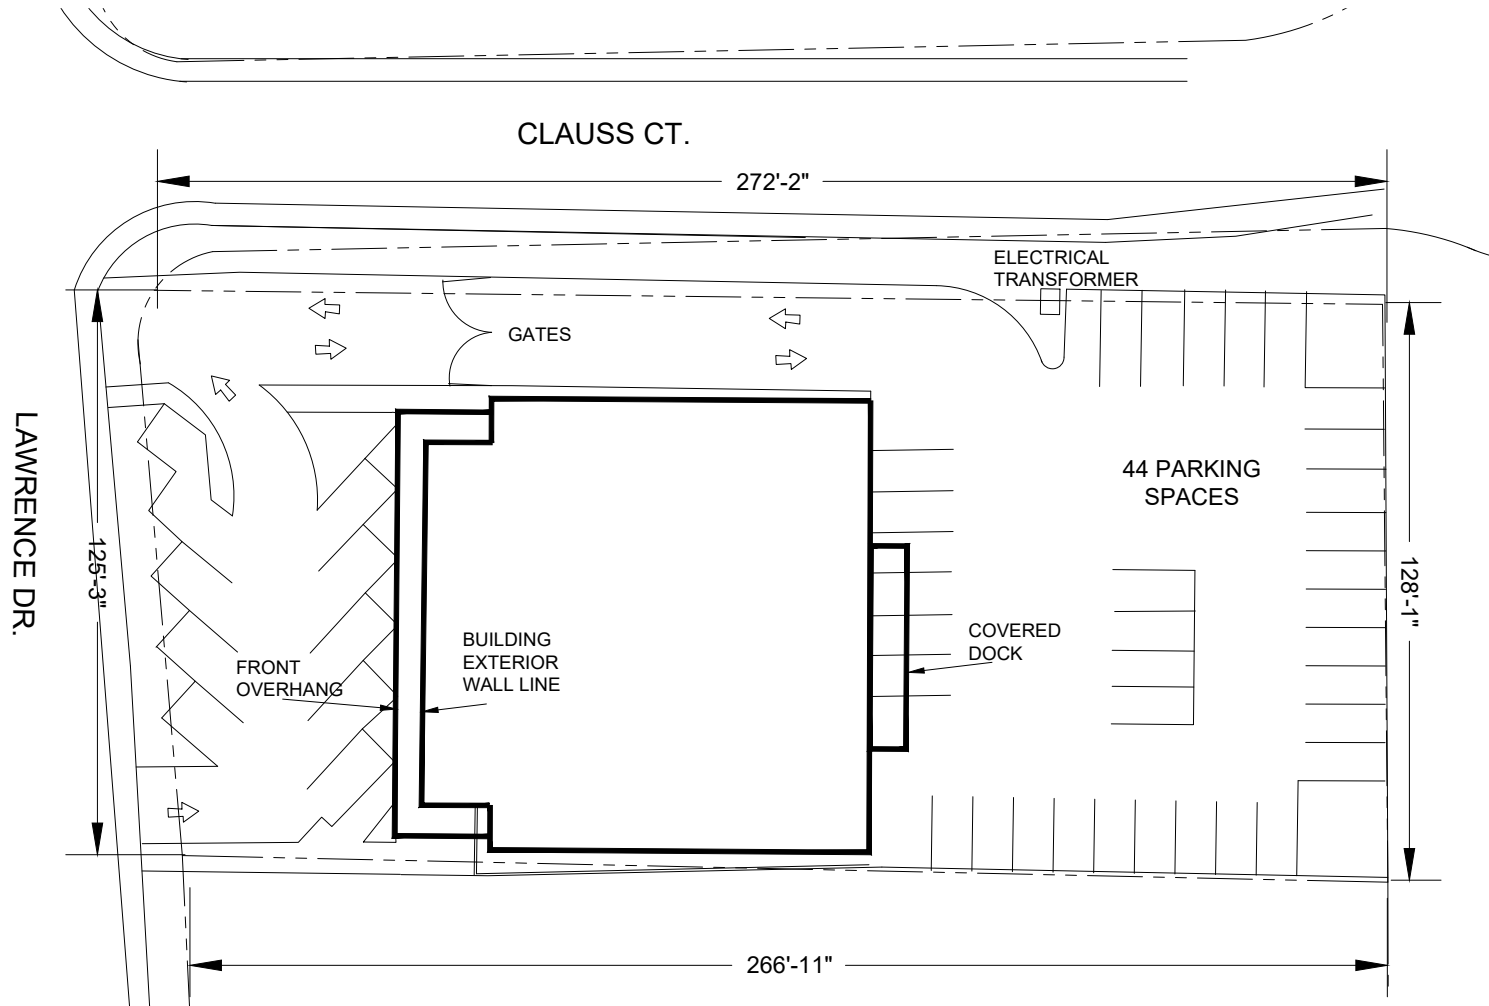 CLAUSS CT.
272'-2"
ELECTRICAL
TRANSFORMER
GATES
44 PARKING
SPACES
LAWRENCE DR.
125'-3"
128'-1"
BUILDING
EXTERIOR
WALL LINE
FRONT
OVERHANG
COVERED
DOCK
266'-11"